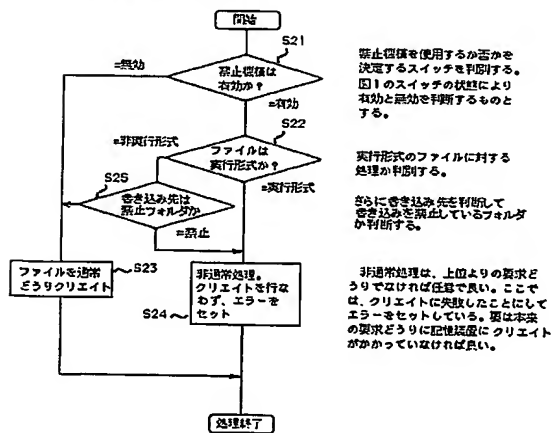 開始
S21
禁止機構は
有効か?
=無効
=有効
禁止機構を使用するか否かを
決定するスイッチを判別する。
図1のスイッチの状態により
有効と無効を判断するものと
する。
S22
ファイルは
実行形式か?
=非実行形式
=実行形式
実行形式のファイルに対する
処理か判別する。
S25
書き込み先は
禁止フォルダか
=禁止
さらに書き込み先を判断して
書き込みを禁止しているフォルダ
か判断する。
S23
ファイルを通常
どうりクリエイト
非通常処理。
クリエイトを行な
わず、エラーを
セット
S24
非通常処理は、上位よりの要求ど
うりでなければ任意で良い。ここで
は、クリエイトに失敗したことにして
エラーをセットしている。要は本来
の要求どうりに記憶装置にクリエイト
がかかっていなければ良い。
処理終了